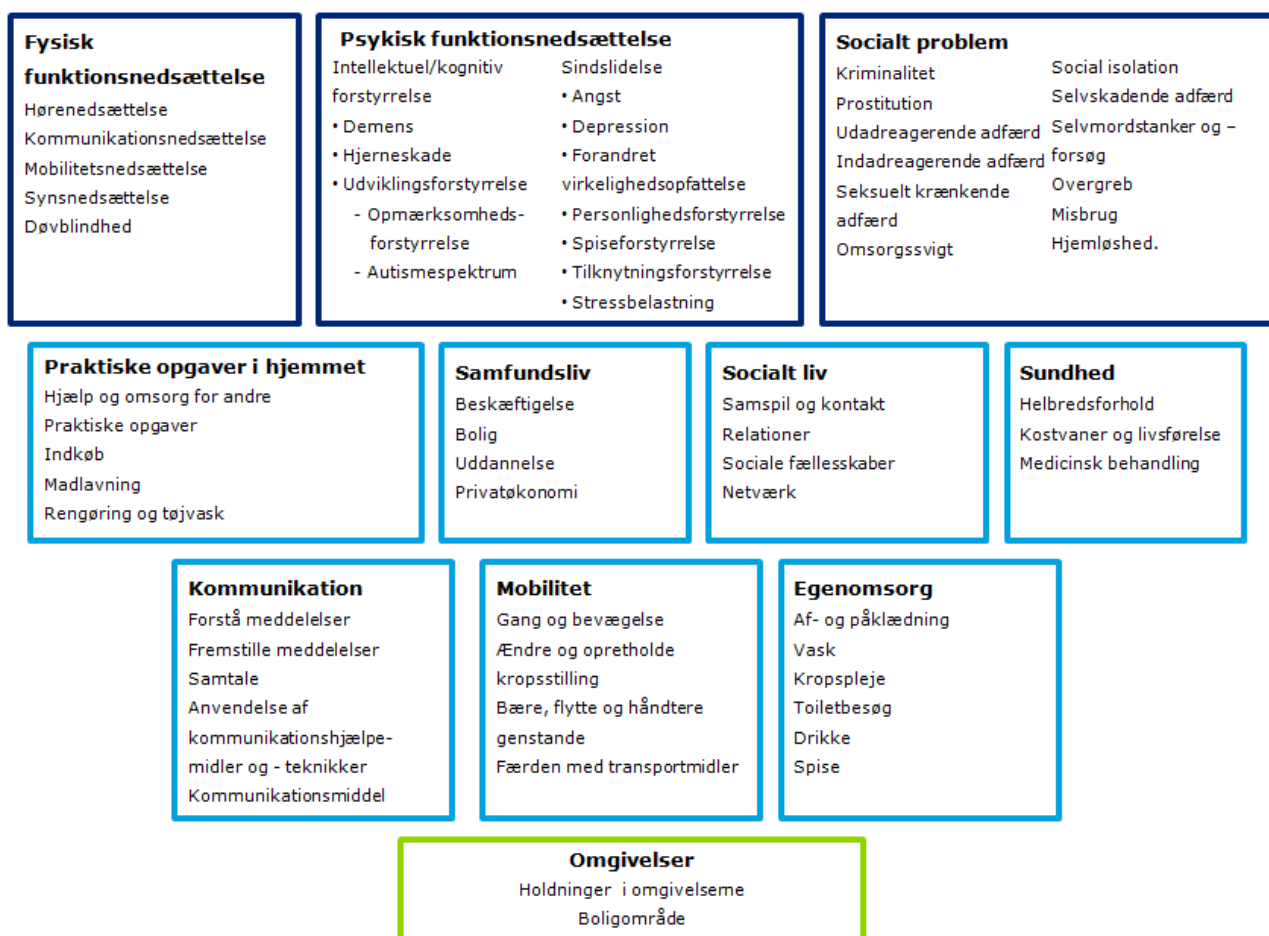 Fysisk
funktionsnedsættelse
Hørenedsættelse
Kommunikationsnedsættelse
Mobilitetsnedsættelse
Synsnedsættelse
Døvblindhed
Psykisk funktionsnedsættelse
Intellektuel/kognitiv
forstyrrelse
• Demens
• Hjerneskade
• Udviklingsforstyrrelse
- Opmærksomheds-
forstyrrelse
- Autismespektrum
Sindslidelse
• Angst
• Depression
• Forandret
virkelighedsopfattelse
• Personlighedsforstyrrelse
• Spiseforstyrrelse
• Tilknytningsforstyrrelse
• Stressbelastning
Socialt problem
Kriminalitet
Prostitution
Udadreagerende adfærd
Indadreagerende adfærd
Seksuelt krænkende
adfærd
Omsorgssvigt
Social isolation
Selvskadende adfærd
Selvmordstanker og –
forsøg
Overgreb
Misbrug
Hjemløshed.
Praktiske opgaver i hjemmet
Hjælp og omsorg for andre
Praktiske opgaver
Indkøb
Madlavning
Rengøring og tøjvask
Samfundsliv
Beskæftigelse
Bolig
Uddannelse
Privatøkonomi
Socialt liv
Samspil og kontakt
Relationer
Sociale fællesskaber
Netværk
Sundhed
Helbredsforhold
Kostvaner og livsførelse
Medicinsk behandling
Kommunikation
Forstå meddelelser
Fremstille meddelelser
Samtale
Anvendelse af
kommunikationshjælpe-
midler og - teknikker
Kommunikationsmiddel
Mobilitet
Gang og bevægelse
Ændre og opretholde
kropsstilling
Bære, flytte og håndtere
genstande
Færden med transportmidler
Egenomsorg
Af- og påklædning
Vask
Kropspleje
Toiletbesøg
Drikke
Spise
Omgivelser
Holdninger i omgivelserne
Boligområde